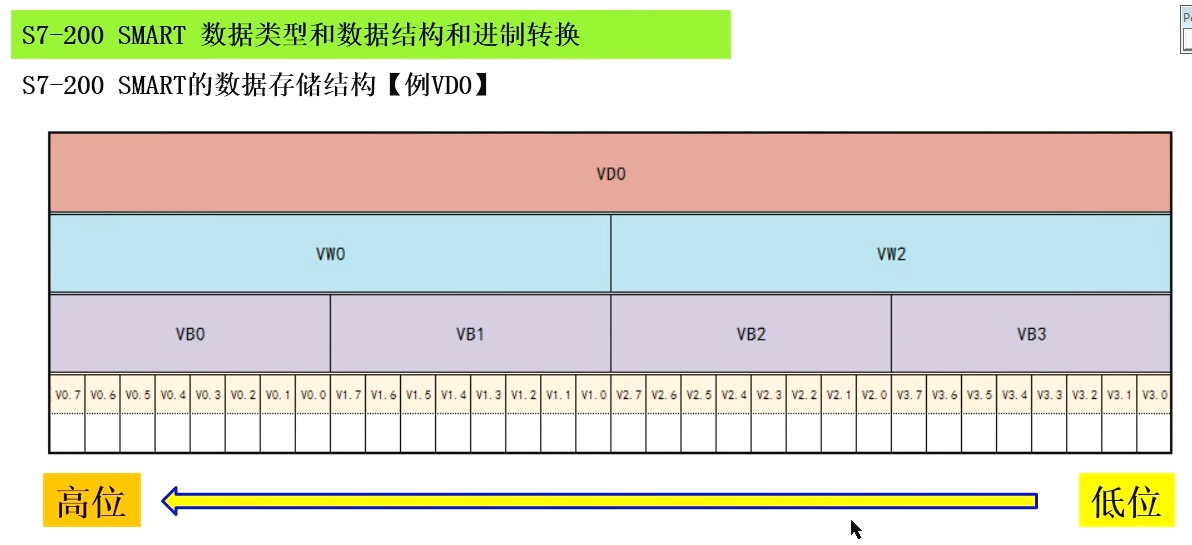 S7-200 SMART 数据类型和数据结构和进制转换
S7-200 SMART的数据存储结构【例VD0】
VD0
VW0 VW2
VB0 VB1 VB2 VB3
V0.7 V0.6 V0.5 V0.4 V0.3 V0.2 V0.1 V0.0 V1.7 V1.6 V1.5 V1.4 V1.3 V1.2 V1.1 V1.0 V2.7 V2.6 V2.5 V2.4 V2.3 V2.2 V2.1 V2.0 V3.7 V3.6 V3.5 V3.4 V3.3 V3.2 V3.1 V3.0
高位 低位